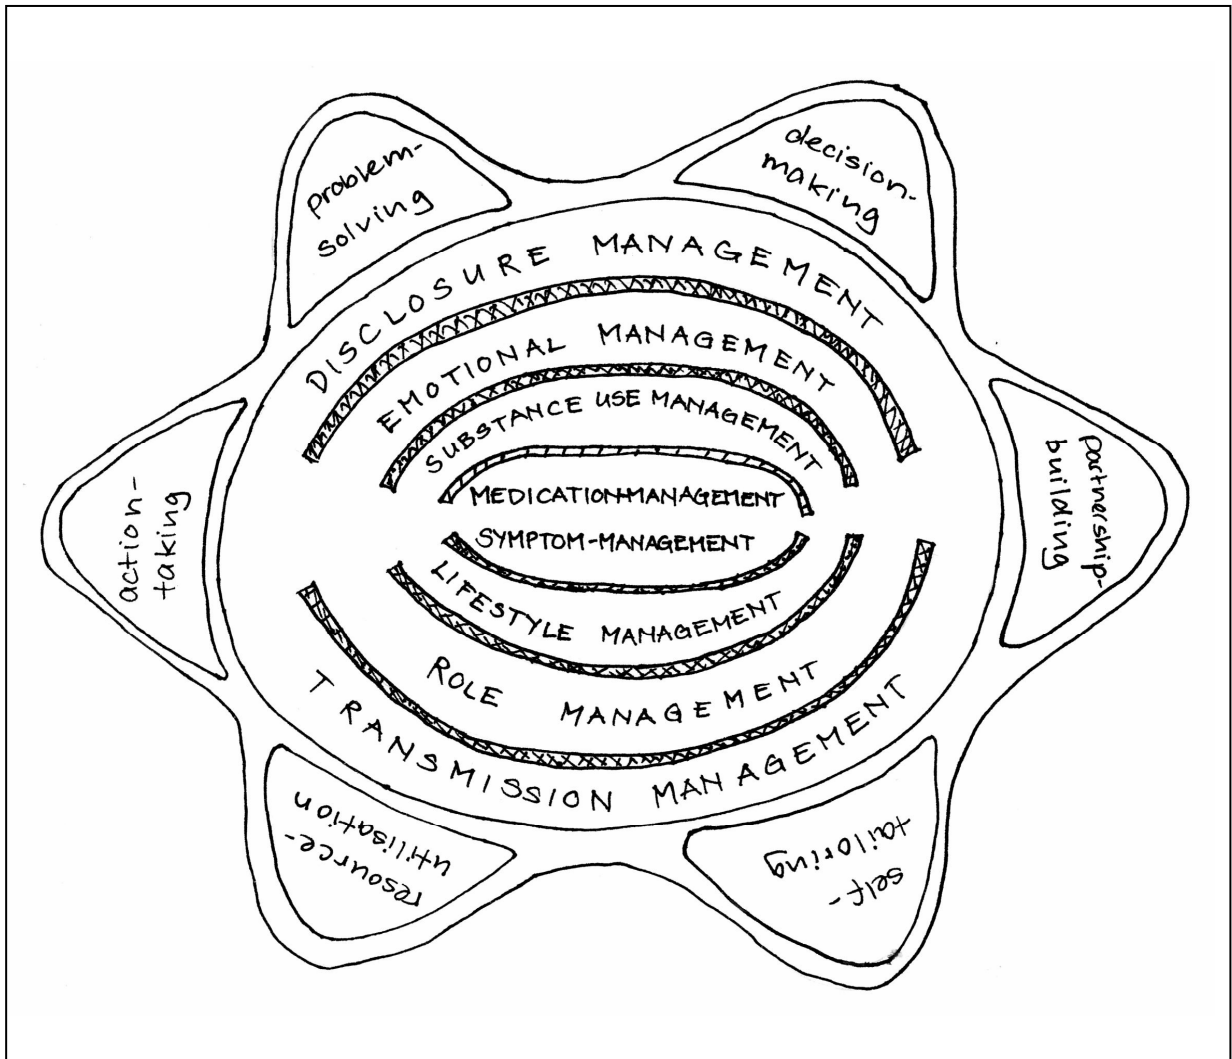 problem-
solving
decision-
making
DISCLOSURE MANAGEMENT
EMOTIONAL MANAGEMENT
SUBSTANCE USE MANAGEMENT
MEDICATION-MANAGEMENT
SYMPTOM-MANAGEMENT
LIFESTYLE MANAGEMENT
ROLE MANAGEMENT
TRANSMISSION MANAGEMENT
action-
taking
partnership-
building
resource-
utilisation
self-
tailoring